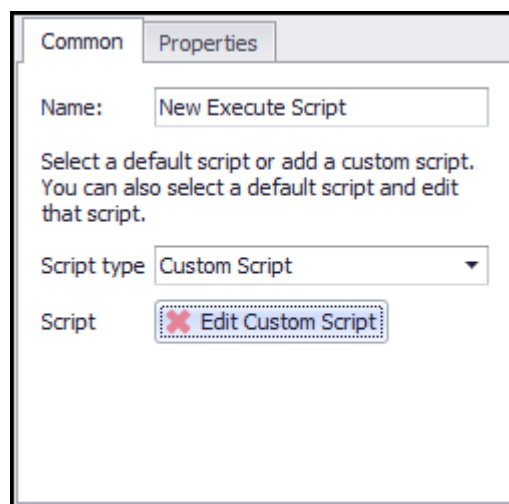 Common Properties
Name: New Execute Script
Select a default script or add a custom script.
You can also select a default script and edit
that script.
Script type Custom Script
Script Edit Custom Script